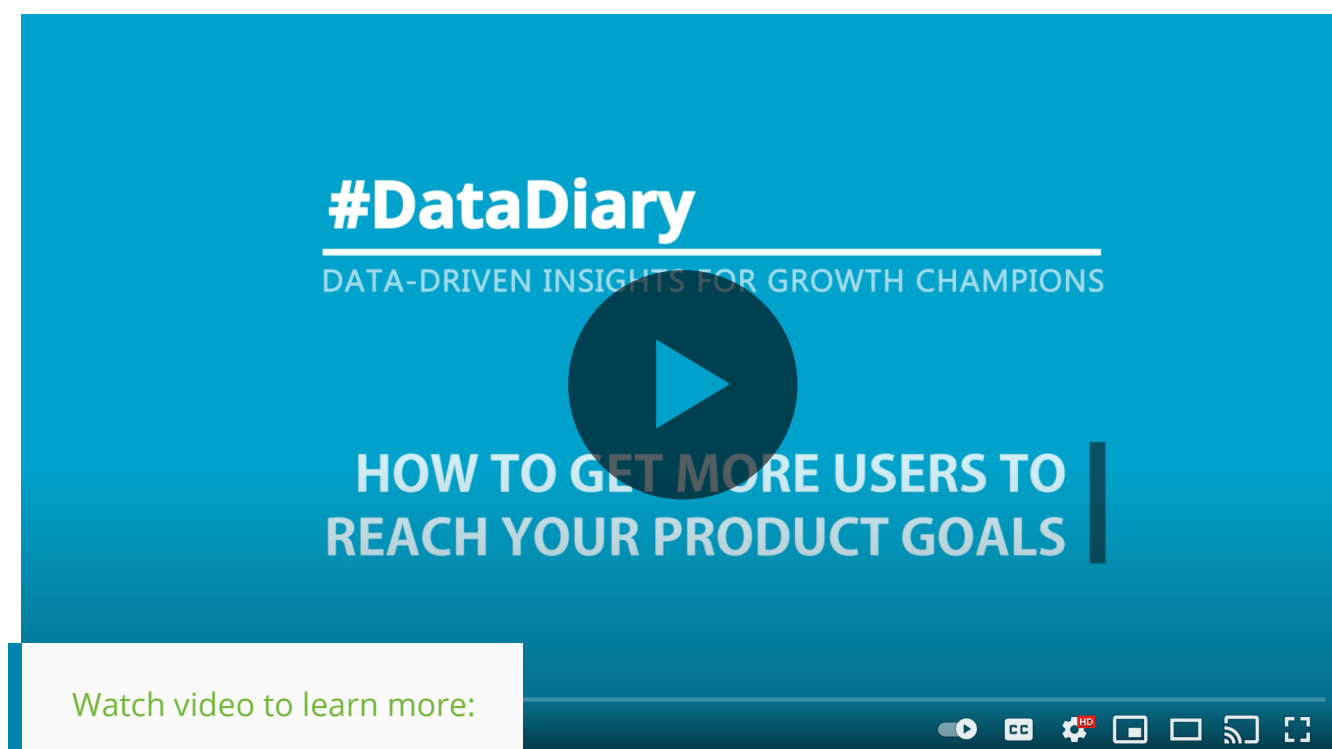 #DataDiary
DATA-DRIVEN INSIGHTS FOR GROWTH CHAMPIONS
HOW TO GET MORE USERS TO
REACH YOUR PRODUCT GOALS
Watch video to learn more:
CC
HD